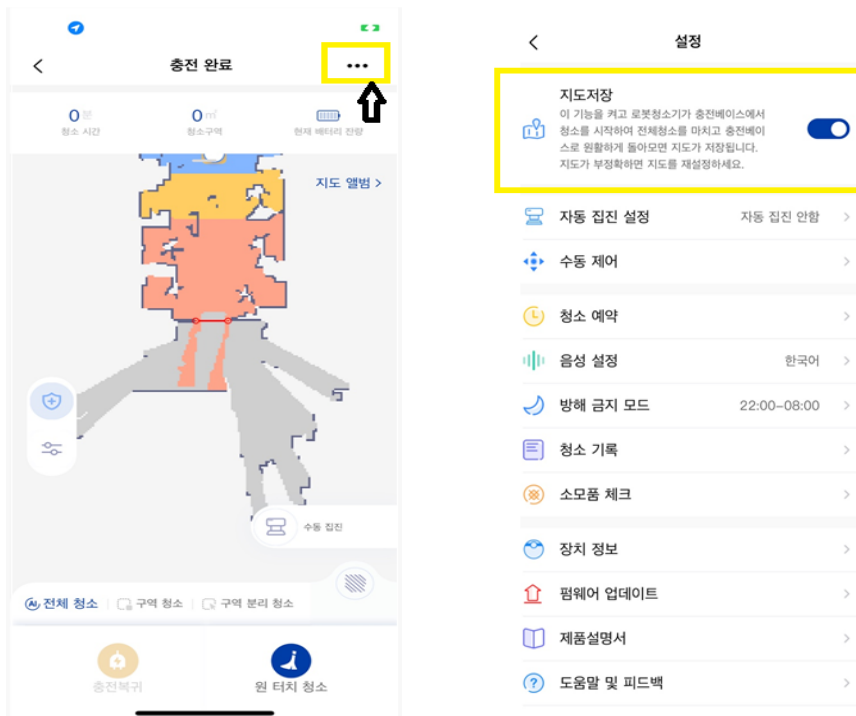 충전 완료
0 분
청소 시간
0 ㎡
청소구역
현재 배터리 잔량
지도 앨범 >
수동 집진
AI 전체 청소
구역 청소
구역 분리 청소
충전복귀
원 터치 청소
설정
지도저장
이 기능을 켜고 로봇청소기가 충전베이스에서
청소를 시작하여 전체청소를 마치고 충전베이
스로 원활하게 돌아오면 지도가 저장됩니다.
지도가 부정확하면 지도를 재설정하세요.
자동 집진 설정 자동 집진 안함
수동 제어
청소 예약
음성 설정 한국어
방해 금지 모드 22:00–08:00
청소 기록
소모품 체크
장치 정보
펌웨어 업데이트
제품설명서
도움말 및 피드백